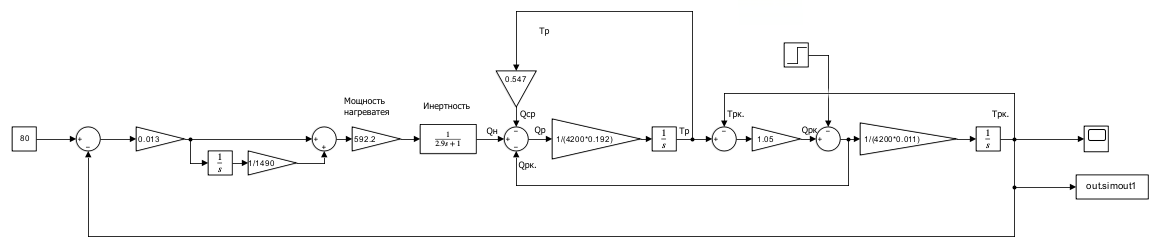 Tp
0.547
Мощность
нагреватея
Инертность
Qср
Tрк.
Tрк.
80
0.013
592.2
1
2.9s + 1
Qн
Qр
1/(4200*0.192)
1
s
Tр
1.05
Qрк
1/(4200*0.011)
1
s
1
s
1/1490
Qрк.
out.simout1